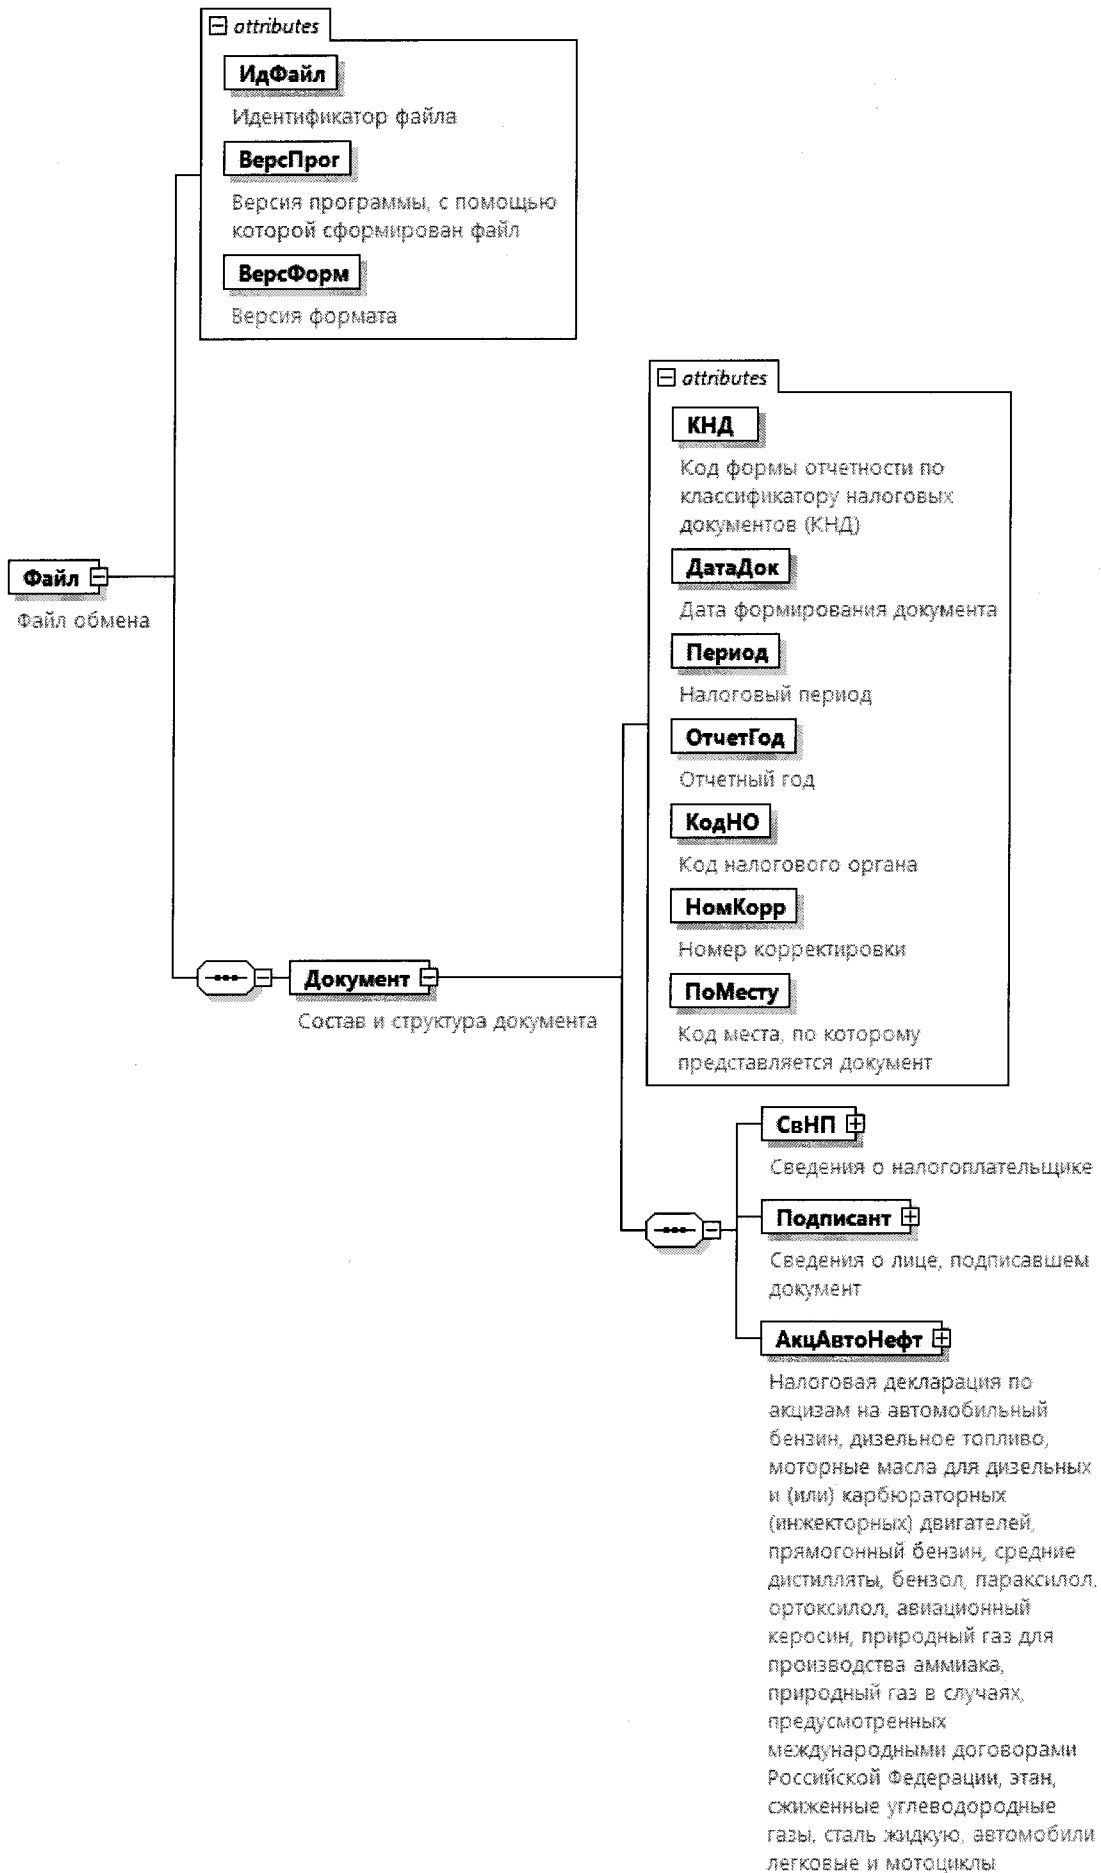 attributes
ИдФайл
Идентификатор файла
ВерсПрог
Версия программы, с помощью
которой сформирован файл
ВерсФорм
Версия формата
attributes
КНД
Код формы отчетности по
классификатору налоговых
документов (КНД)
ДатаДок
Дата формирования документа
Период
Налоговый период
ОтчетГод
Отчетный год
КодНО
Код налогового органа
НомКорр
Номер корректировки
ПоМесту
Код места, по которому
представляется документ
Файл
Файл обмена
Документ
Состав и структура документа
СвНП
Сведения о налогоплательщике
Подписант
Сведения о лице, подписавшем
документ
АкцАвтоНефт
Налоговая декларация по
акцизам на автомобильный
бензин, дизельное топливо,
моторные масла для дизельных
и (или) карбюраторных
(инжекторных) двигателей,
прямогонный бензин, средние
дистилляты, бензол, параксилол,
ортоксилол, авиационный
керосин, природный газ для
производства аммиака,
природный газ в случаях,
предусмотренных
международными договорами
Российской Федерации, этан,
сжиженные углеводородные
газы, сталь жидкую, автомобили
легковые и мотоциклы